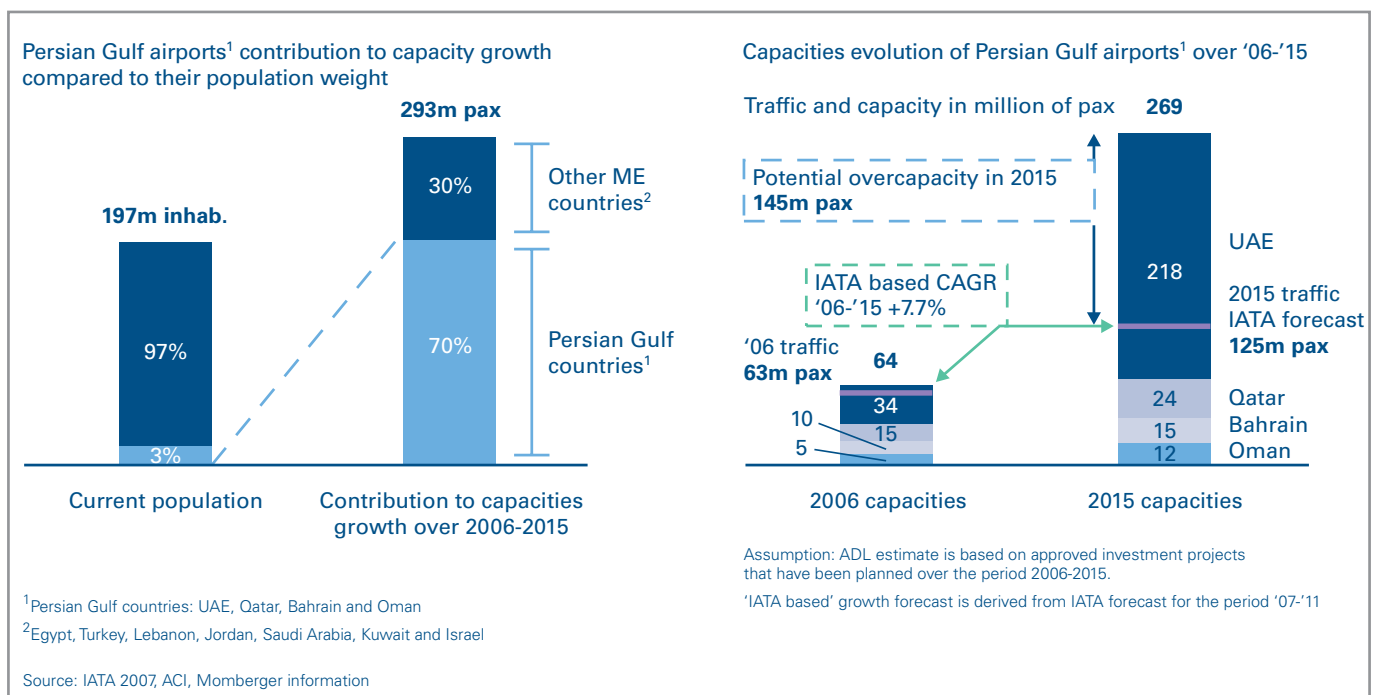 Persian Gulf airports¹ contribution to capacity growth
compared to their population weight
293m pax
30%
Other ME
countries²
197m inhab.
97%
70%
Persian Gulf
countries¹
3%
Current population
Contribution to capacities
growth over 2006-2015
¹Persian Gulf countries: UAE, Qatar, Bahrain and Oman
²Egypt, Turkey, Lebanon, Jordan, Saudi Arabia, Kuwait and Israel
Source: IATA 2007, ACI, Momberger information
Capacities evolution of Persian Gulf airports¹ over ‘06-’15
Traffic and capacity in million of pax
269
Potential overcapacity in 2015
145m pax
UAE
218
IATA based CAGR
‘06-’15 +7.7%
2015 traffic
IATA forecast
125m pax
‘06 traffic
63m pax
64
34
10
15
5
24
Qatar
15
Bahrain
12
Oman
2006 capacities
2015 capacities
Assumption: ADL estimate is based on approved investment projects
that have been planned over the period 2006-2015.
‘IATA based’ growth forecast is derived from IATA forecast for the period ‘07-’11